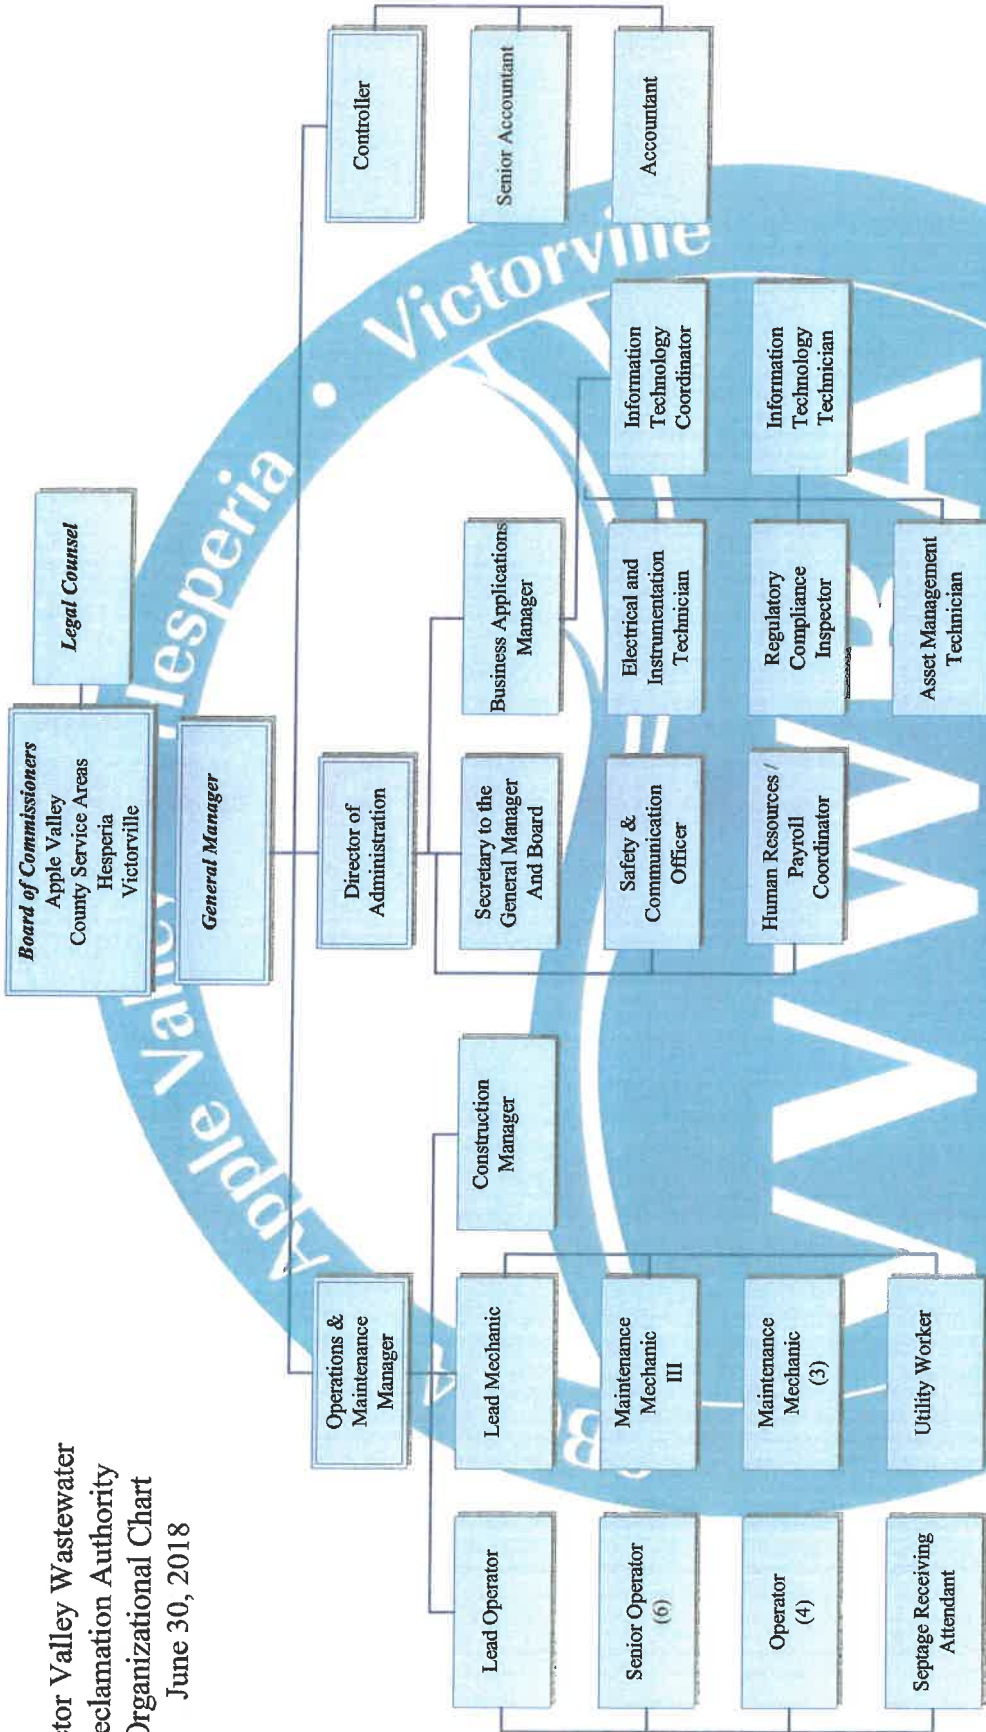 tor Valley Wastewater
eclamation Authority
Organizational Chart
June 30, 2018
Board of Commissioners
Apple Valley
County Service Areas
Hesperia
Victorville
Legal Counsel
General Manager
Operations &
Maintenance
Manager
Director of
Administration
Controller
Lead Operator
Lead Mechanic
Construction
Manager
Secretary to the
General Manager
And Board
Business Applications
Manager
Senior Accountant
Senior Operator
(6)
Maintenance
Mechanic
III
Safety &
Communication
Officer
Electrical and
Instrumentation
Technician
Information
Technology
Coordinator
Accountant
Operator
(4)
Maintenance
Mechanic
(3)
Human Resources /
Payroll
Coordinator
Regulatory
Compliance
Inspector
Information
Technology
Technician
Septage Receiving
Attendant
Utility Worker
Asset Management
Technician
Apple Valley Hesperia • Victorville
VVWRA